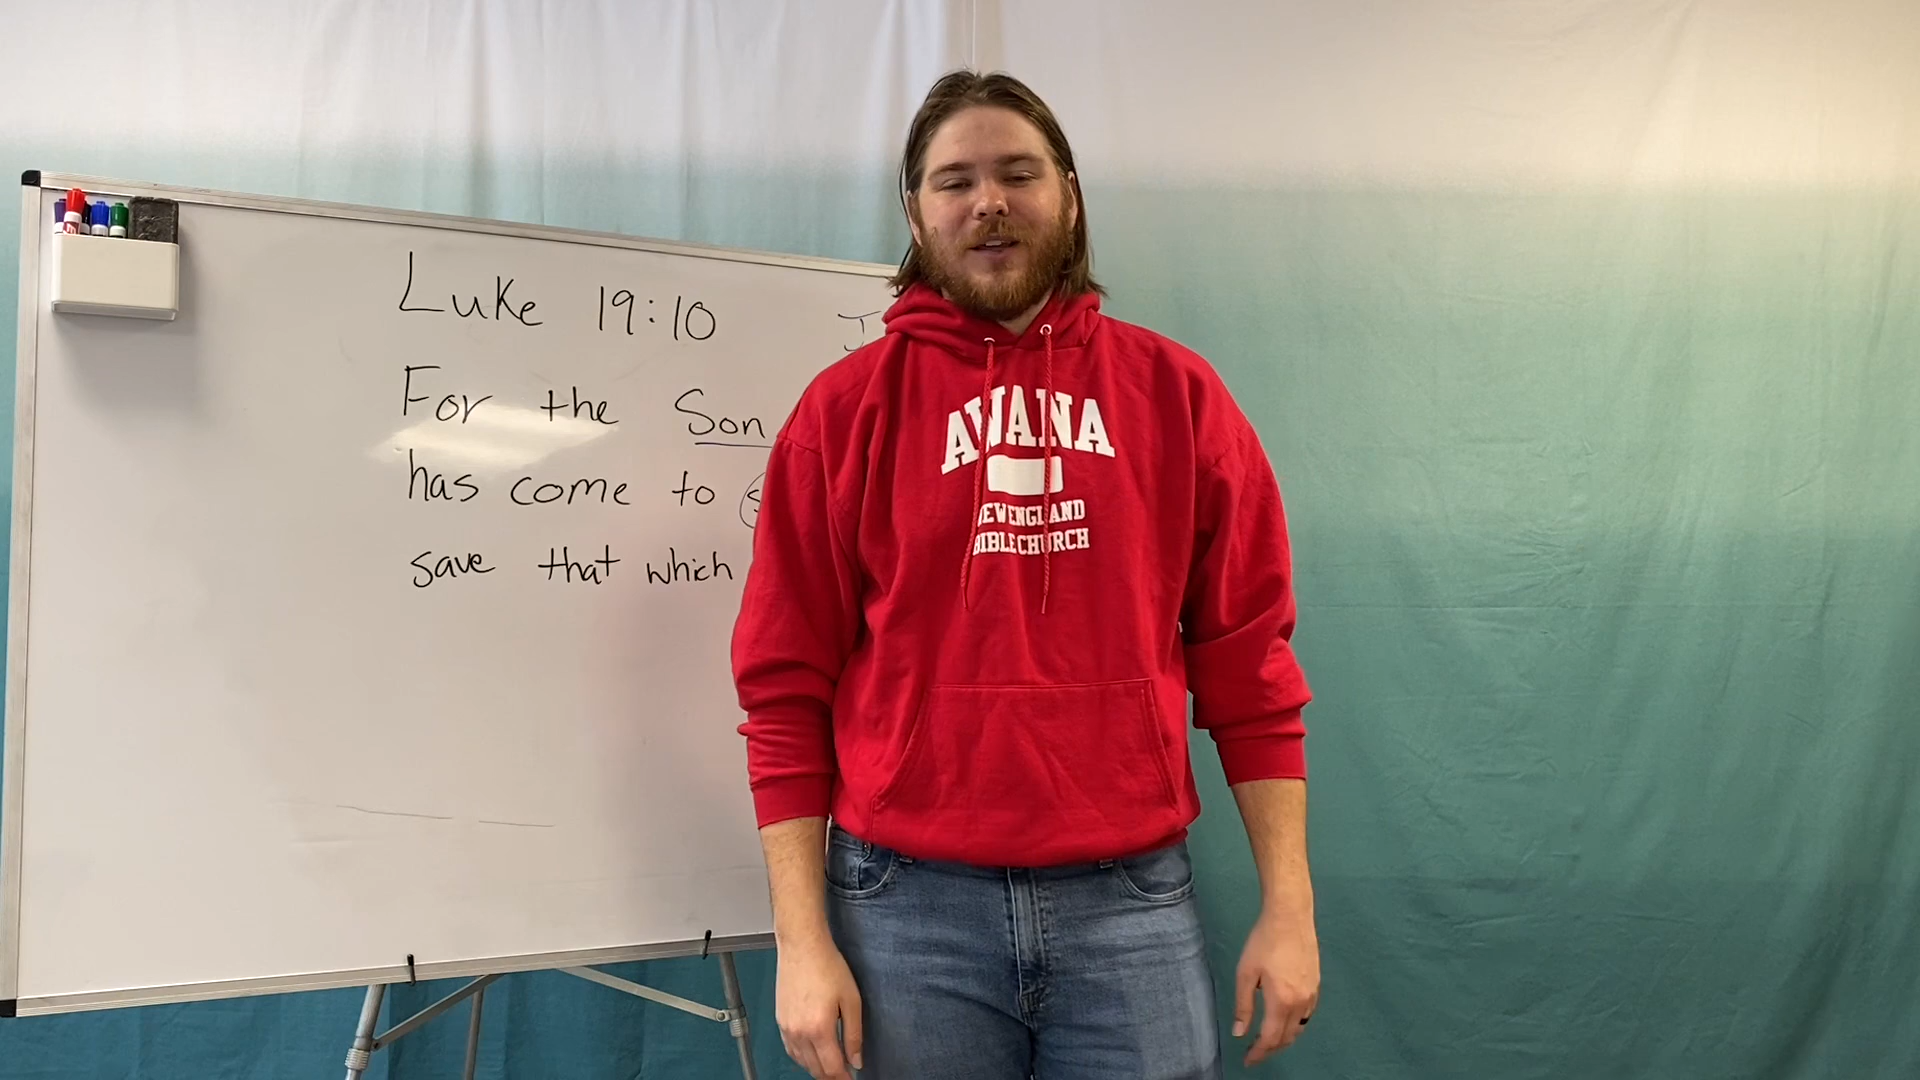 Luke 19:10
For the Son
has come to
save that which
AWANA
NEW ENGLAND
BIBLE CHURCH